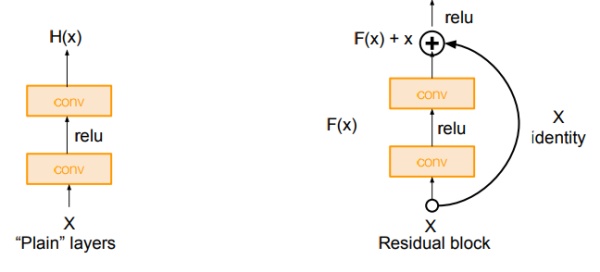 H(x)
conv
relu
conv
X
“Plain” layers
relu
F(x) + x
+
conv
F(x)
relu
conv
X
identity
X
Residual block